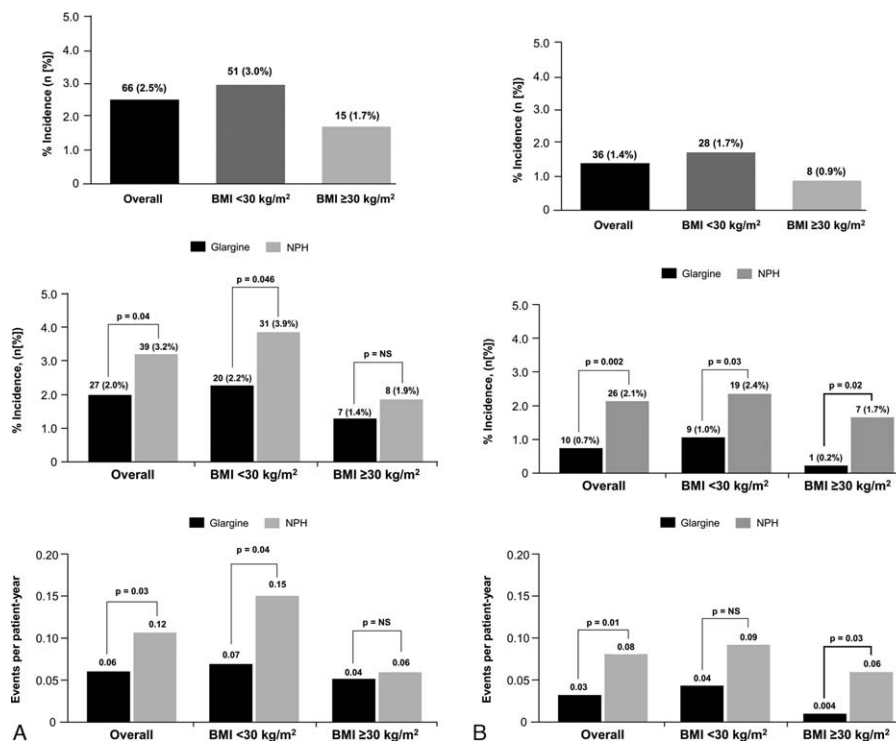 5.0
4.0
3.0
2.0
1.0
0
% Incidence (n [%])
66 (2.5%)
51 (3.0%)
15 (1.7%)
Overall
BMI <30 kg/m²
BMI ≥30 kg/m²
Glargine
NPH
5.0
4.0
3.0
2.0
1.0
0
% Incidence, (n[%])
p = 0.04
p = 0.046
p = NS
27 (2.0%)
39 (3.2%)
20 (2.2%)
31 (3.9%)
7 (1.4%)
8 (1.9%)
Overall
BMI <30 kg/m²
BMI ≥30 kg/m²
Glargine
NPH
0.20
0.15
0.10
0.05
0
Events per patient-year
p = 0.03
p = 0.04
p = NS
0.06
0.12
0.07
0.15
0.04
0.06
Overall
BMI <30 kg/m²
BMI ≥30 kg/m²
A
5.0
4.0
3.0
2.0
1.0
0
% Incidence (n [%])
36 (1.4%)
28 (1.7%)
8 (0.9%)
Overall
BMI <30 kg/m²
BMI ≥30 kg/m²
Glargine
NPH
5.0
4.0
3.0
2.0
1.0
0
% Incidence, (n[%])
p = 0.002
p = 0.03
p = 0.02
10 (0.7%)
26 (2.1%)
9 (1.0%)
19 (2.4%)
1 (0.2%)
7 (1.7%)
Overall
BMI <30 kg/m²
BMI ≥30 kg/m²
Glargine
NPH
0.20
0.15
0.10
0.05
0
Events per patient-year
p = 0.01
p = NS
p = 0.03
0.03
0.08
0.04
0.09
0.004
0.06
Overall
BMI <30 kg/m²
BMI ≥30 kg/m²
B